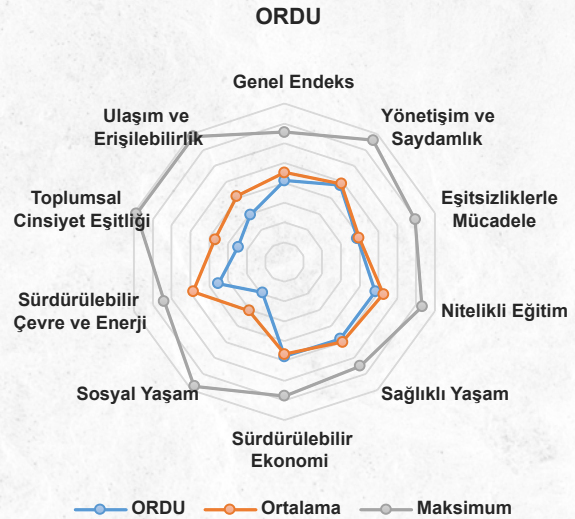 ORDU
Genel Endeks
Ulaşım ve
Erişilebilirlik
Yönetişim ve
Saydamlık
Toplumsal
Cinsiyet Eşitliği
Eşitsizliklerle
Mücadele
Sürdürülebilir
Çevre ve Enerji
Nitelikli Eğitim
Sosyal Yaşam
Sağlıklı Yaşam
Sürdürülebilir
Ekonomi
ORDU Ortalama Maksimum